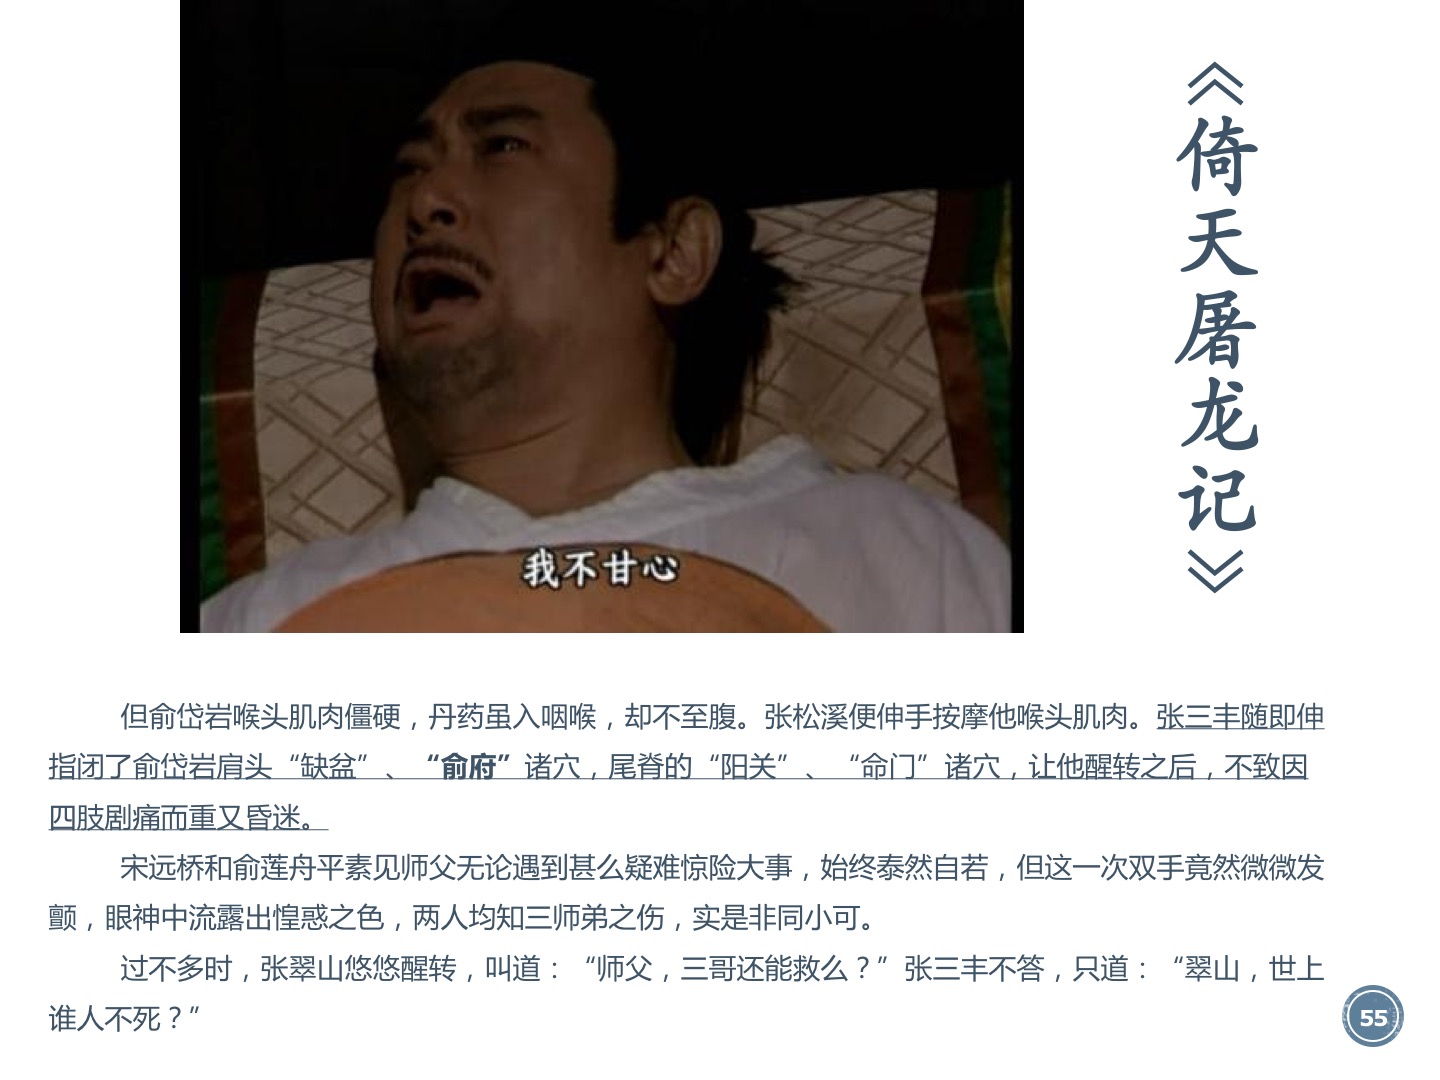 《倚天屠龙记》
我不甘心
但俞岱岩喉头肌肉僵硬，丹药虽入咽喉，却不至腹。张松溪便伸手按摩他喉头肌肉。张三丰随即伸
指闭了俞岱岩肩头“缺盆”、“俞府”诸穴，尾脊的“阳关”、“命门”诸穴，让他醒转之后，不致因
四肢剧痛而重又昏迷。
宋远桥和俞莲舟平素见师父无论遇到甚么疑难惊险大事，始终泰然自若，但这一次双手竟然微微发
颤，眼神中流露出惶惑之色，两人均知三师弟之伤，实是非同小可。
过不多时，张翠山悠悠醒转，叫道：“师父，三哥还能救么？”张三丰不答，只道：“翠山，世上
谁人不死？”
55